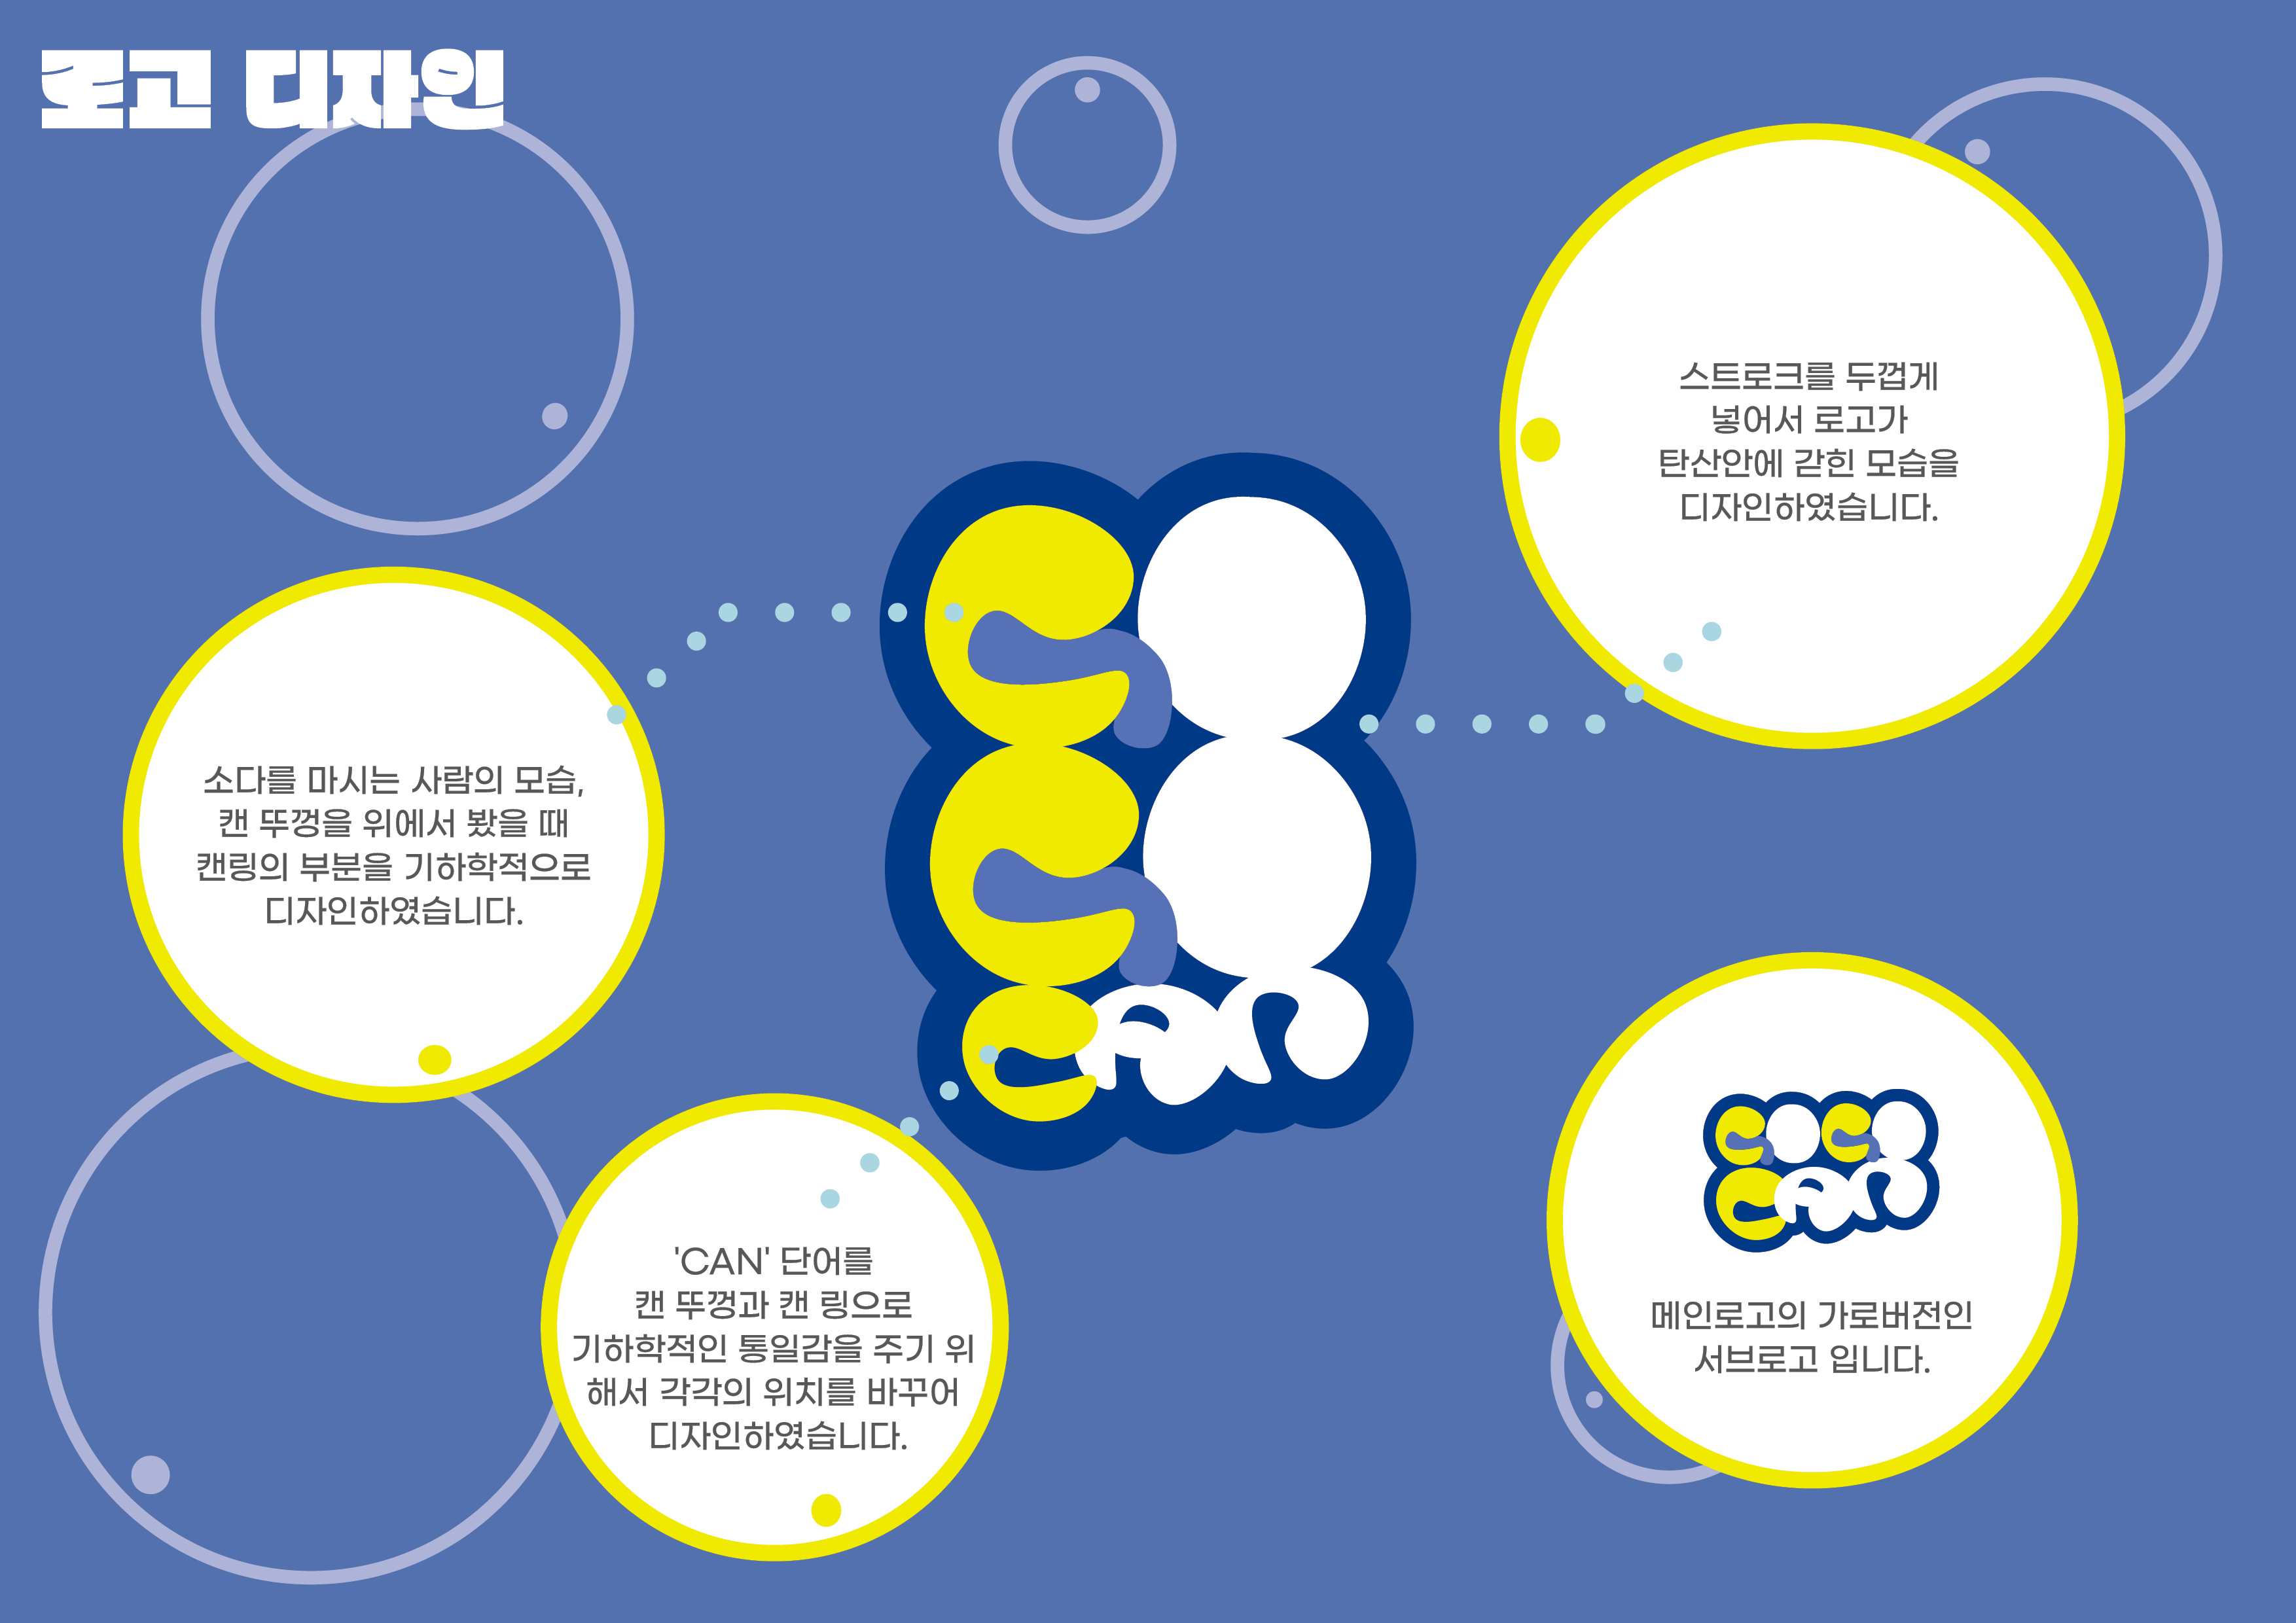 로고 디자인
스트로크를 두껍게
넣어서 로고가
탄산안에 갇힌 모습을
디자인하였습니다.
소다를 마시는 사람의 모습,
캔 뚜껑을 위에서 봤을 때
캔링의 부분을 기하학적으로
디자인하였습니다.
can
'CAN' 단어를
캔 뚜껑과 캔 링으로
기하학적인 통일감을 주기 위
해서 각각의 위치를 바꾸어
디자인하였습니다.
can
메인로고의 가로버전인
서브로고 입니다.